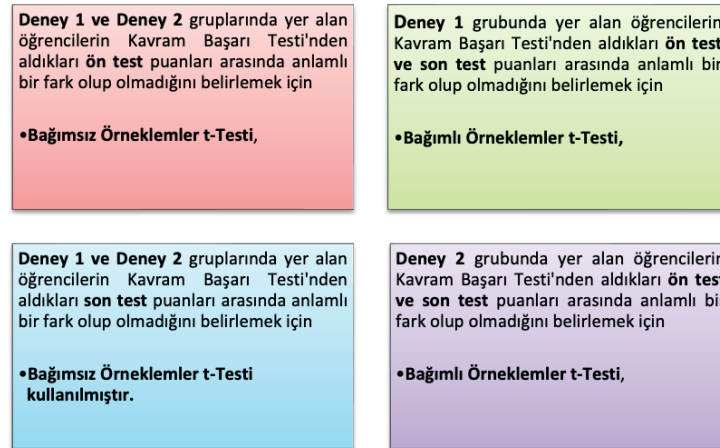 Deney 1 ve Deney 2 gruplarında yer alan
öğrencilerin Kavram Başarı Testi'nden
aldıkları ön test puanları arasında anlamlı
bir fark olup olmadığını belirlemek için
•Bağımsız Örneklemler t-Testi,
Deney 1 grubunda yer alan öğrencilerin
Kavram Başarı Testi'nden aldıkları ön test
ve son test puanları arasında anlamlı bir
fark olup olmadığını belirlemek için
•Bağımlı Örneklemler t-Testi,
Deney 1 ve Deney 2 gruplarında yer alan
öğrencilerin Kavram Başarı Testi'nden
aldıkları son test puanları arasında anlamlı
bir fark olup olmadığını belirlemek için
•Bağımsız Örneklemler t-Testi
kullanılmıştır.
Deney 2 grubunda yer alan öğrencilerin
Kavram Başarı Testi'nden aldıkları ön test
ve son test puanları arasında anlamlı bir
fark olup olmadığını belirlemek için
•Bağımlı Örneklemler t-Testi,